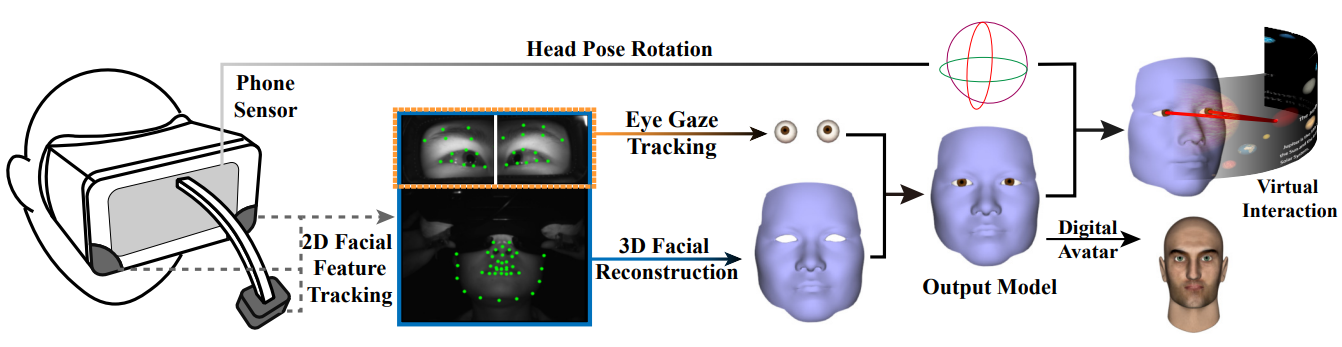 Head Pose Rotation
Phone
Sensor
Eye Gaze
Tracking
2D Facial
Feature
Tracking
3D Facial
Reconstruction
Output Model
Digital
Avatar
Virtual
Interaction